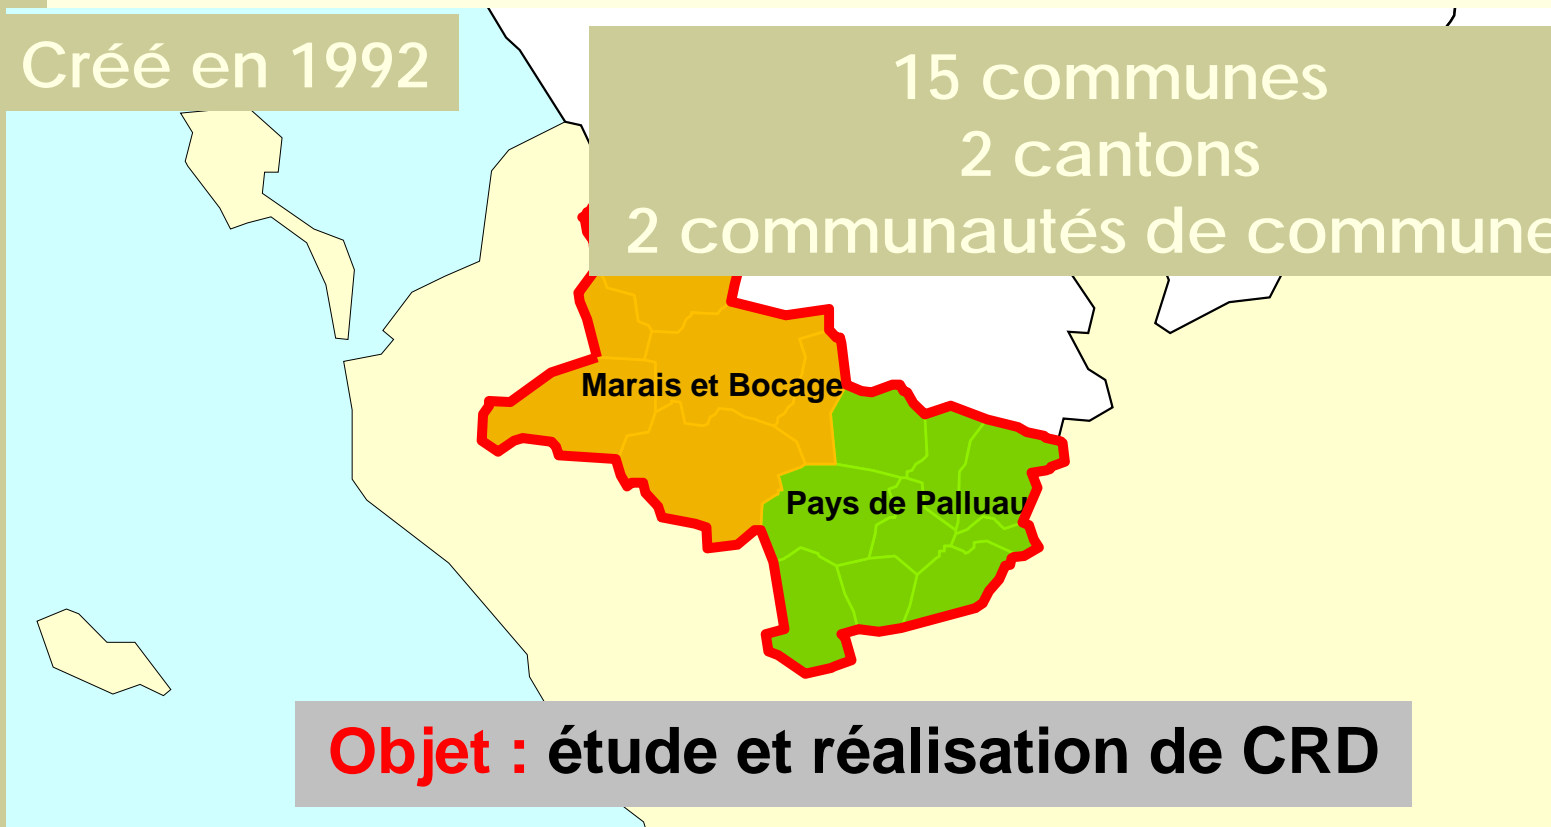 Créé en 1992
15 communes
2 cantons
2 communautés de commune
Marais et Bocage
Pays de Palluau
Objet : étude et réalisation de CRD